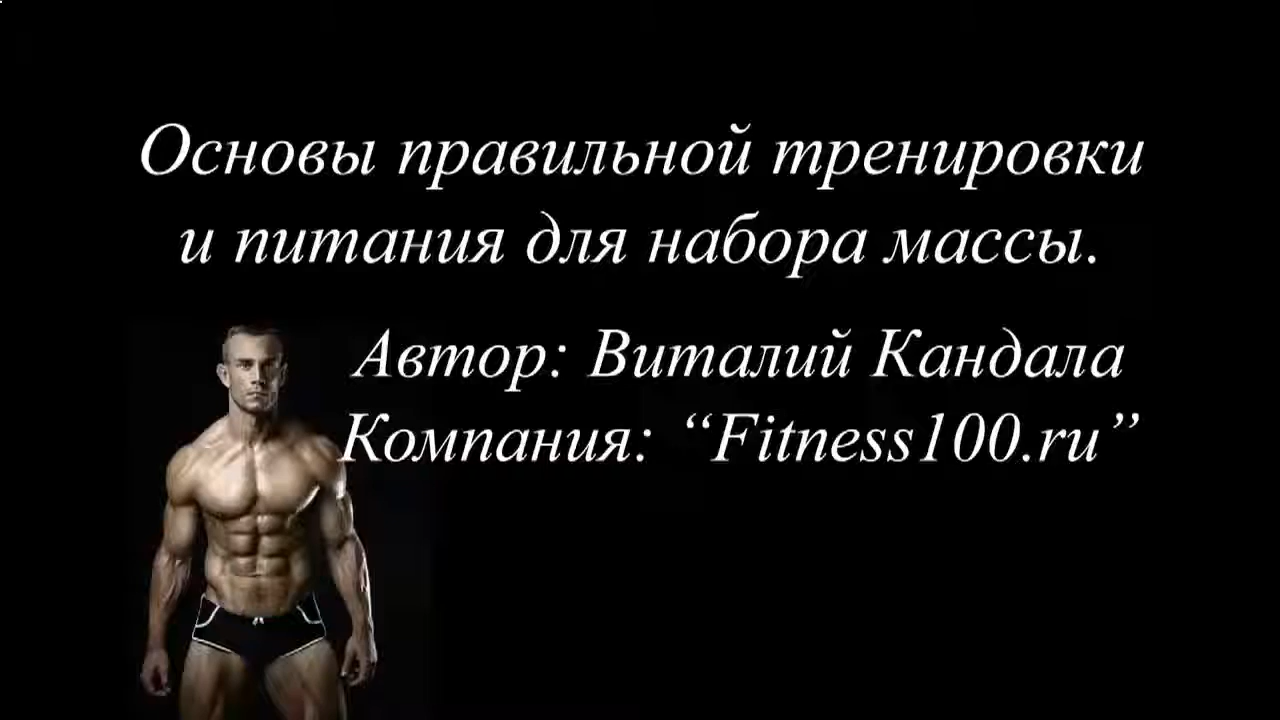 Основы правильной тренировки
и питания для набора массы.
Автор: Виталий Кандала
Компания: “Fitness100.ru”